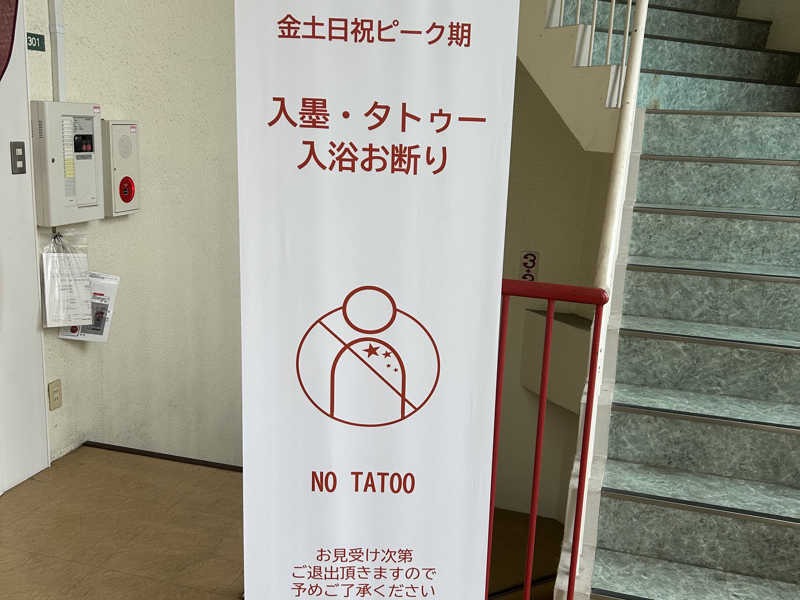 金土日祝ピーク期
入墨・タトゥー
入浴お断り
NO TATOO
お見受け次第
ご退出頂きますので
予めご了承ください
301